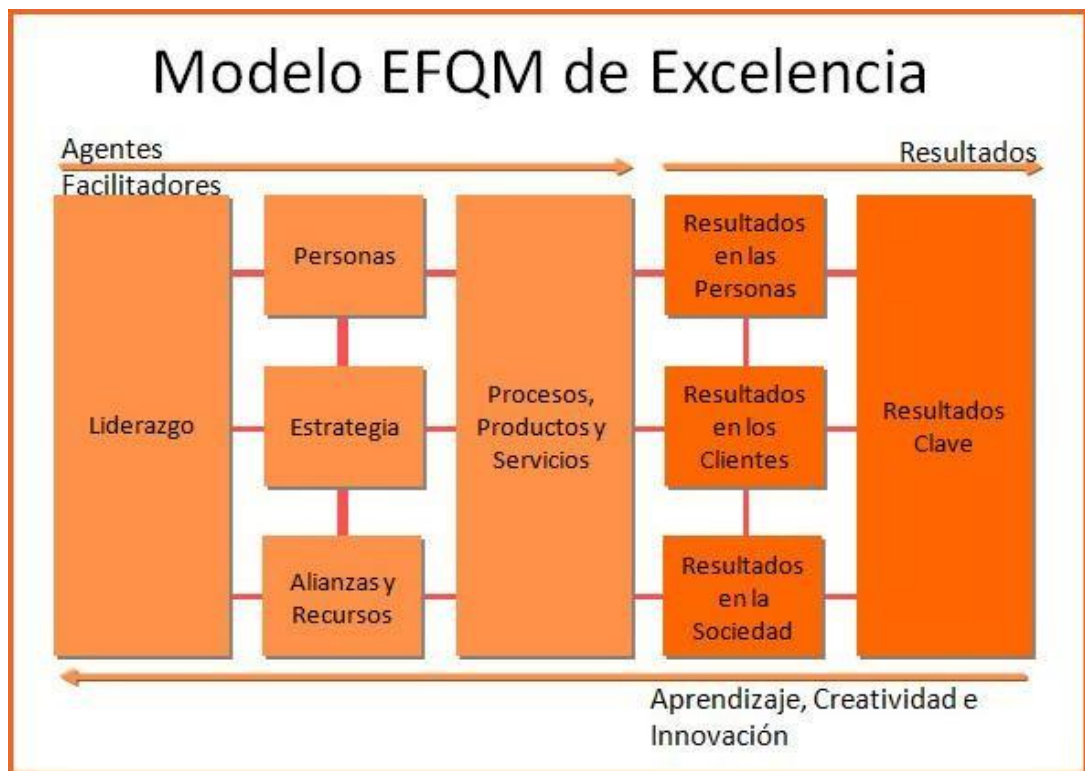 Modelo EFQM de Excelencia
Agentes
Facilitadores
Resultados
Liderazgo
Personas
Estrategia
Alianzas y
Recursos
Procesos,
Productos y
Servicios
Resultados
en las
Personas
Resultados
en los
Clientes
Resultados
en la
Sociedad
Resultados
Clave
Aprendizaje, Creatividad e
Innovación